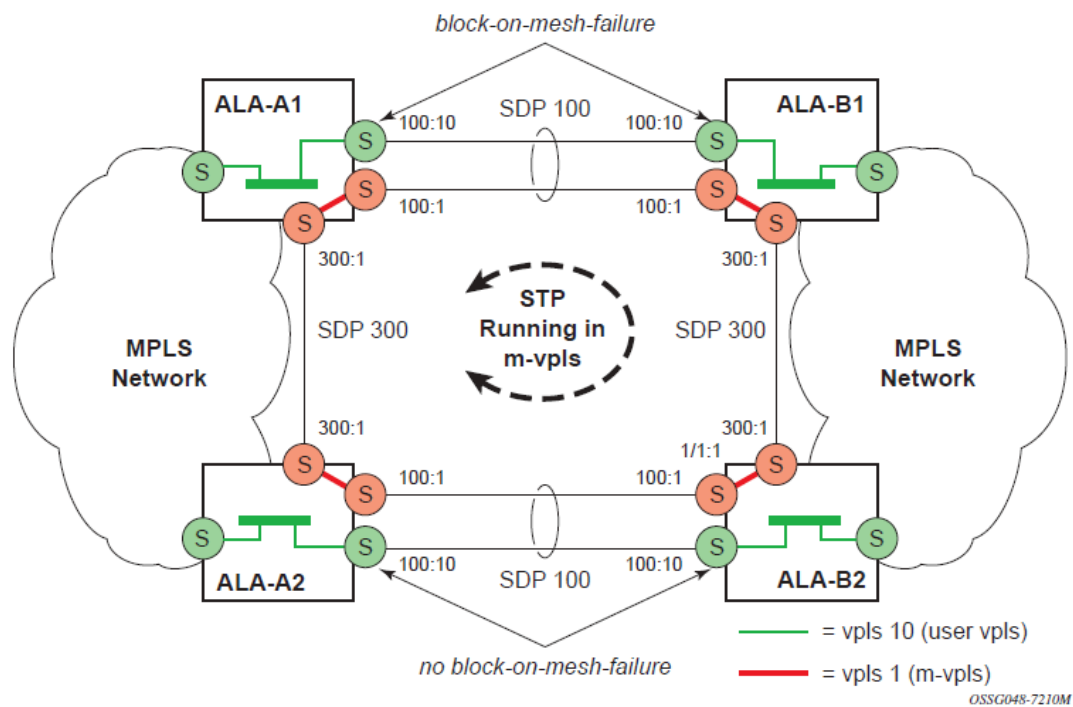 block-on-mesh-failure
ALA-A1
ALA-B1
SDP 100
100:10
100:10
S
S
S
S
S
S
100:1
100:1
S
S
300:1
300:1
STP
Running in
m-vpls
SDP 300
SDP 300
MPLS
Network
MPLS
Network
300:1
300:1
1/1:1
S
S
100:1
100:1
S
S
S
S
S
S
100:10
100:10
ALA-A2
SDP 100
ALA-B2
= vpls 10 (user vpls)
no block-on-mesh-failure
= vpls 1 (m-vpls)
OSSG048-7210M